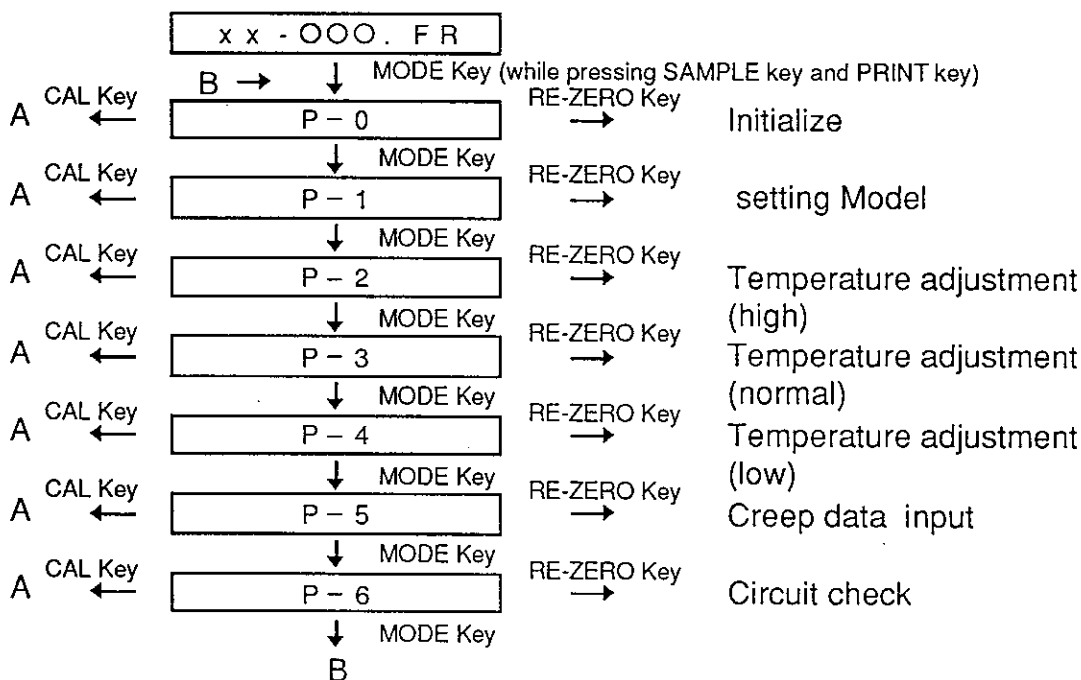 x x - OOO. F R
B MODE Key (while pressing SAMPLE key and PRINT key)
A CAL Key P – 0 RE-ZERO Key Initialize
MODE Key
A CAL Key P – 1 RE-ZERO Key setting Model
MODE Key
A CAL Key P – 2 RE-ZERO Key Temperature adjustment
(high)
MODE Key
A CAL Key P – 3 RE-ZERO Key Temperature adjustment
(normal)
MODE Key
A CAL Key P – 4 RE-ZERO Key Temperature adjustment
(low)
MODE Key
A CAL Key P – 5 RE-ZERO Key Creep data input
MODE Key
A CAL Key P – 6 RE-ZERO Key Circuit check
MODE Key
B